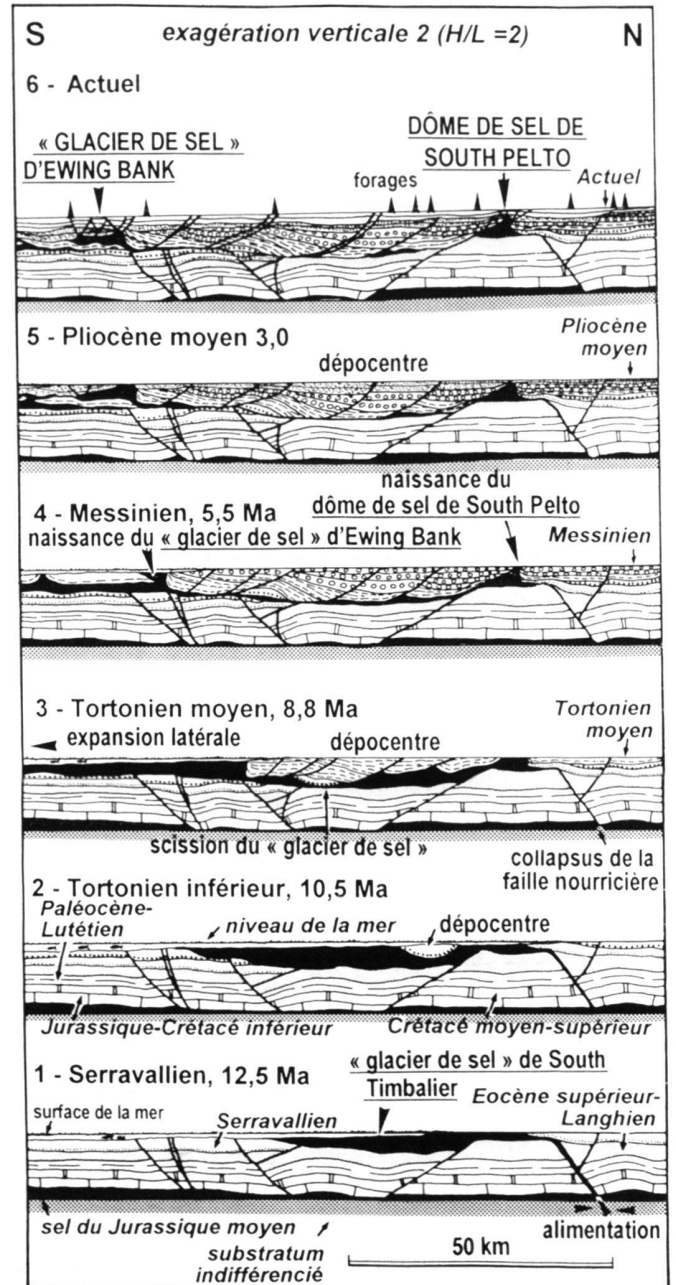 S
exagération verticale 2 (H/L =2)
N
6 - Actuel
« GLACIER DE SEL »
D'EWING BANK
DÔME DE SEL DE
SOUTH PELTO
forages
Actuel
5 - Pliocène moyen 3,0
dépocentre
Pliocène
moyen
naissance du
dôme de sel de South Pelto
4 - Messinien, 5,5 Ma
naissance du « glacier de sel » d'Ewing Bank
Messinien
3 - Tortonien moyen, 8,8 Ma
expansion latérale
dépocentre
Tortonien
moyen
scission du « glacier de sel »
collapsus de la
faille nourricière
2 - Tortonien inférieur, 10,5 Ma
Paléocène-
Lutétien
niveau de la mer
dépocentre
Jurassique-Crétacé inférieur
Crétacé moyen-supérieur
1 - Serravallien, 12,5 Ma
« glacier de sel » de South
Timbalier
Eocène supérieur-
Langhien
surface de la mer
Serravallien
sel du Jurassique moyen
substratum
indifférencié
50 km
alimentation